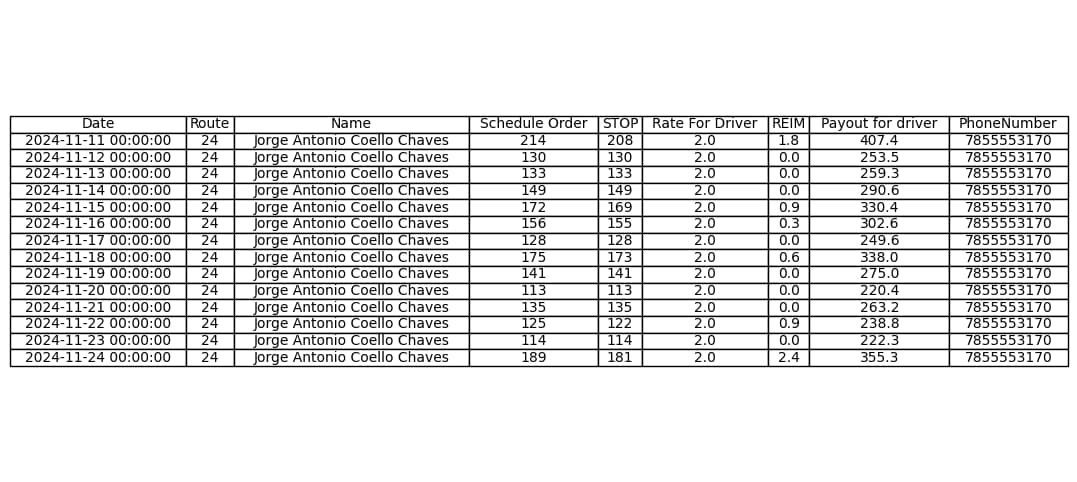 Date Route Name Schedule Order STOP Rate For Driver REIM Payout for driver PhoneNumber
2024-11-11 00:00:00 24 Jorge Antonio Coello Chaves 214 208 2.0 1.8 407.4 7855553170
2024-11-12 00:00:00 24 Jorge Antonio Coello Chaves 130 130 2.0 0.0 253.5 7855553170
2024-11-13 00:00:00 24 Jorge Antonio Coello Chaves 133 133 2.0 0.0 259.3 7855553170
2024-11-14 00:00:00 24 Jorge Antonio Coello Chaves 149 149 2.0 0.0 290.6 7855553170
2024-11-15 00:00:00 24 Jorge Antonio Coello Chaves 172 169 2.0 0.9 330.4 7855553170
2024-11-16 00:00:00 24 Jorge Antonio Coello Chaves 156 155 2.0 0.3 302.6 7855553170
2024-11-17 00:00:00 24 Jorge Antonio Coello Chaves 128 128 2.0 0.0 249.6 7855553170
2024-11-18 00:00:00 24 Jorge Antonio Coello Chaves 175 173 2.0 0.6 338.0 7855553170
2024-11-19 00:00:00 24 Jorge Antonio Coello Chaves 141 141 2.0 0.0 275.0 7855553170
2024-11-20 00:00:00 24 Jorge Antonio Coello Chaves 113 113 2.0 0.0 220.4 7855553170
2024-11-21 00:00:00 24 Jorge Antonio Coello Chaves 135 135 2.0 0.0 263.2 7855553170
2024-11-22 00:00:00 24 Jorge Antonio Coello Chaves 125 122 2.0 0.9 238.8 7855553170
2024-11-23 00:00:00 24 Jorge Antonio Coello Chaves 114 114 2.0 0.0 222.3 7855553170
2024-11-24 00:00:00 24 Jorge Antonio Coello Chaves 189 181 2.0 2.4 355.3 7855553170